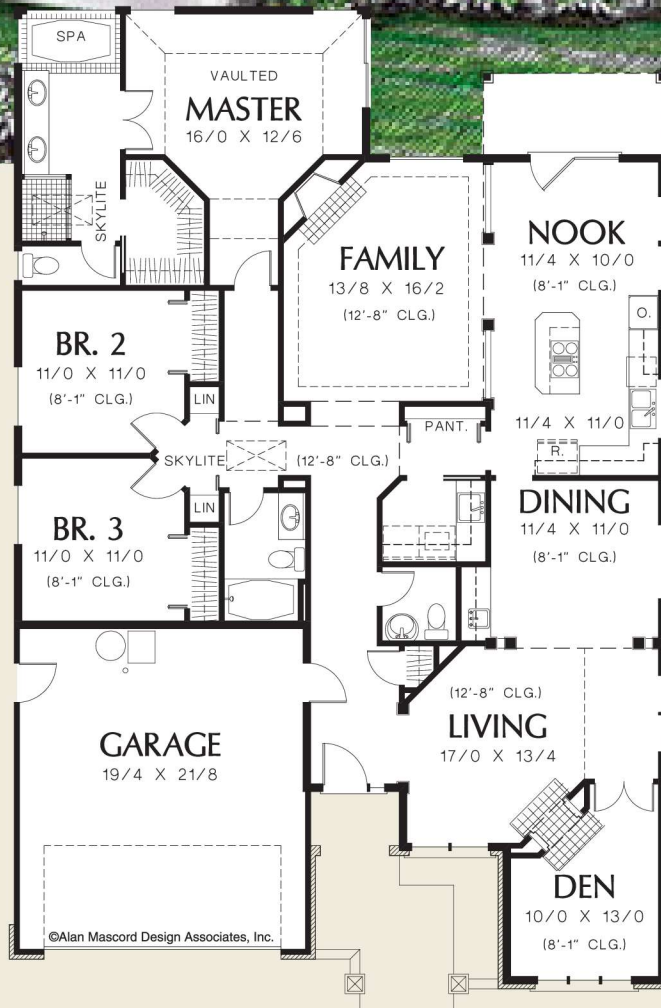 SPA
VAULTED
MASTER
16/0 X 12/6
SKYLITE
FAMILY
13/8 X 16/2
(12'-8" CLG.)
NOOK
11/4 X 10/0
(8'-1" CLG.)
O.
BR. 2
11/0 X 11/0
(8'-1" CLG.)
LIN
11/4 X 11/0
R.
PANT.
SKYLITE
(12'-8" CLG.)
BR. 3
11/0 X 11/0
(8'-1" CLG.)
LIN
DINING
11/4 X 11/0
(8'-1" CLG.)
(12'-8" CLG.)
LIVING
17/0 X 13/4
GARAGE
19/4 X 21/8
DEN
10/0 X 13/0
(8'-1" CLG.)
©Alan Mascord Design Associates, Inc.